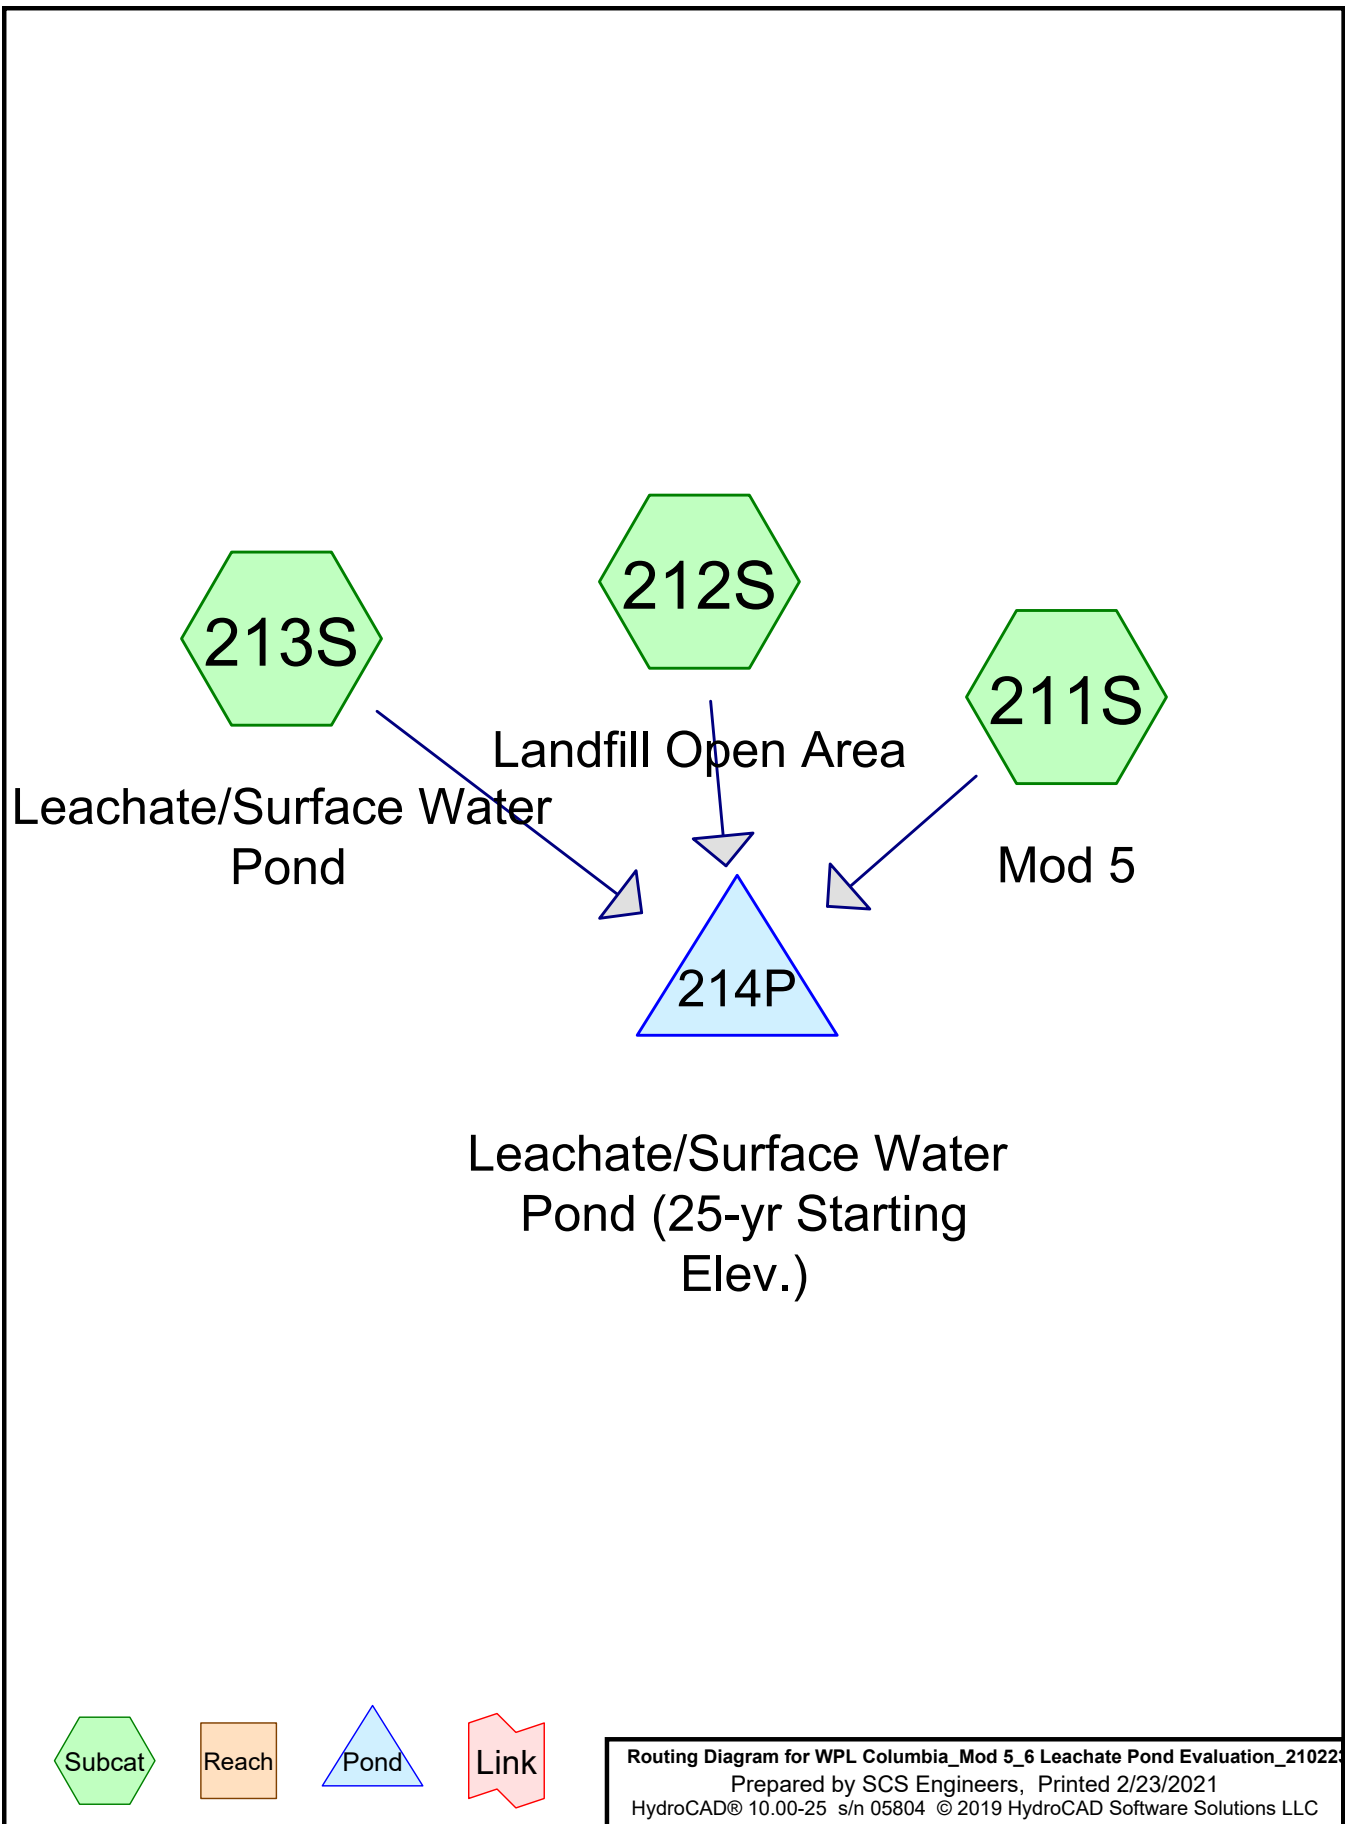 213S
212S
211S
Landfill Open Area
Leachate/Surface Water
Pond
Mod 5
214P
Leachate/Surface Water
Pond (25-yr Starting
Elev.)
Subcat
Reach
Pond
Link
Routing Diagram for WPL Columbia_Mod 5_6 Leachate Pond Evaluation_210223
Prepared by SCS Engineers, Printed 2/23/2021
HydroCAD® 10.00-25 s/n 05804 © 2019 HydroCAD Software Solutions LLC